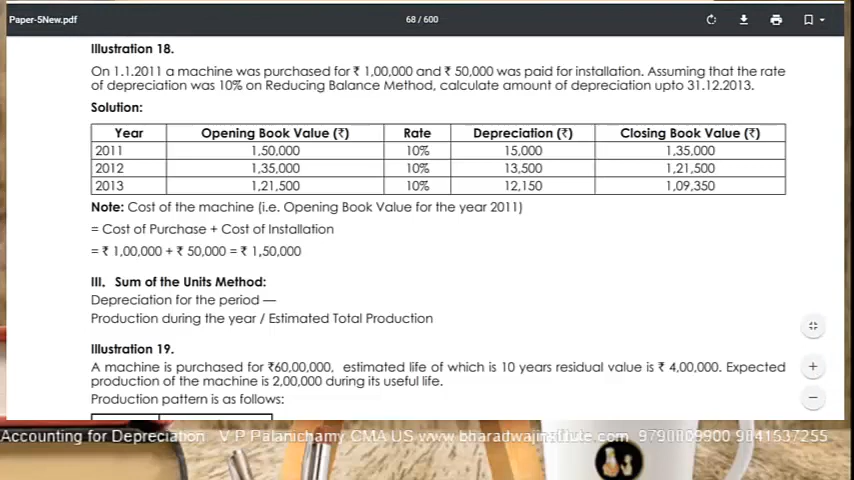 Paper-5New.pdf 68 / 600
Illustration 18.
On 1.1.2011 a machine was purchased for ₹ 1,00,000 and ₹ 50,000 was paid for installation. Assuming that the rate
of depreciation was 10% on Reducing Balance Method, calculate amount of depreciation upto 31.12.2013.
Solution:
Year Opening Book Value (₹) Rate Depreciation (₹) Closing Book Value (₹)
2011 1,50,000 10% 15,000 1,35,000
2012 1,35,000 10% 13,500 1,21,500
2013 1,21,500 10% 12,150 1,09,350
Note: Cost of the machine (i.e. Opening Book Value for the year 2011)
= Cost of Purchase + Cost of Installation
= ₹ 1,00,000 + ₹ 50,000 = ₹ 1,50,000
III. Sum of the Units Method:
Depreciation for the period —
Production during the year / Estimated Total Production
Illustration 19.
A machine is purchased for ₹60,00,000, estimated life of which is 10 years residual value is ₹ 4,00,000. Expected
production of the machine is 2,00,000 during its useful life.
Production pattern is as follows:
Accounting for Depreciation V P Palanichamy CMA US www bharadwajinstitute com 9790009900 9841537255